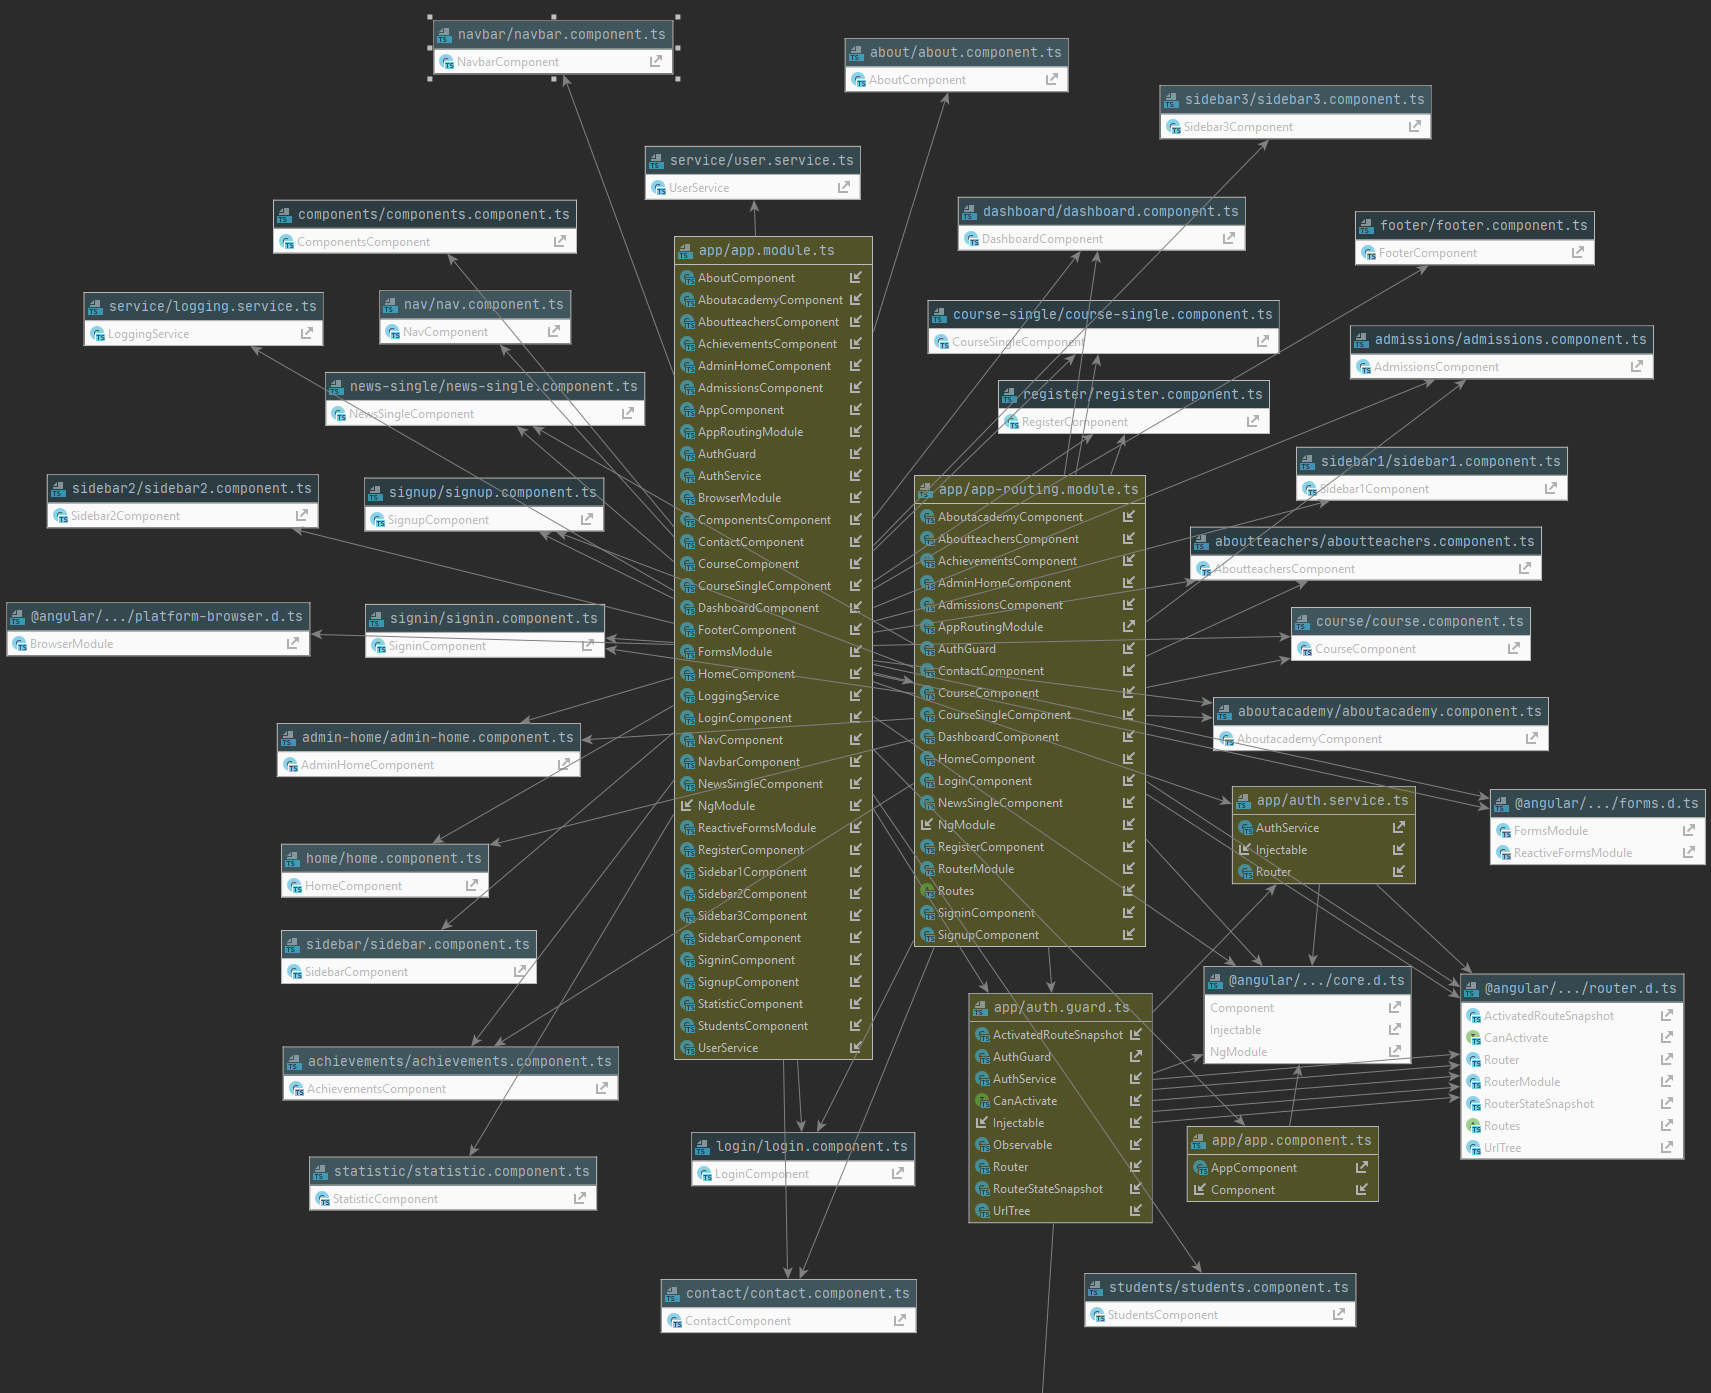 navbar/navbar.component.ts
NavbarComponent
about/about.component.ts
AboutComponent
sidebar3/sidebar3.component.ts
Sidebar3Component
service/user.service.ts
UserService
components/components.component.ts
ComponentsComponent
dashboard/dashboard.component.ts
DashboardComponent
footer/footer.component.ts
FooterComponent
service/logging.service.ts
LoggingService
nav/nav.component.ts
NavComponent
course-single/course-single.component.ts
CourseSingleComponent
admissions/admissions.component.ts
AdmissionsComponent
news-single/news-single.component.ts
NewsSingleComponent
register/register.component.ts
RegisterComponent
sidebar2/sidebar2.component.ts
Sidebar2Component
signup/signup.component.ts
SignupComponent
sidebar1/sidebar1.component.ts
Sidebar1Component
aboutteachers/aboutteachers.component.ts
AboutteachersComponent
@angular/.../platform-browser.d.ts
BrowserModule
signin/signin.component.ts
SigninComponent
course/course.component.ts
CourseComponent
aboutacademy/aboutacademy.component.ts
AboutacademyComponent
admin-home/admin-home.component.ts
AdminHomeComponent
home/home.component.ts
HomeComponent
sidebar/sidebar.component.ts
SidebarComponent
achievements/achievements.component.ts
AchievementsComponent
statistic/statistic.component.ts
StatisticComponent
app/app.module.ts
AboutComponent
AboutacademyComponent
AboutteachersComponent
AchievementsComponent
AdminHomeComponent
AdmissionsComponent
AppComponent
AppRoutingModule
AuthGuard
AuthService
BrowserModule
ComponentsComponent
ContactComponent
CourseComponent
CourseSingleComponent
DashboardComponent
FooterComponent
FormsModule
HomeComponent
LoggingService
LoginComponent
NavComponent
NavbarComponent
NewsSingleComponent
NgModule
ReactiveFormsModule
RegisterComponent
Sidebar1Component
Sidebar2Component
Sidebar3Component
SidebarComponent
SigninComponent
SignupComponent
StatisticComponent
StudentsComponent
UserService
app/app-routing.module.ts
AboutacademyComponent
AboutteachersComponent
AchievementsComponent
AdminHomeComponent
AdmissionsComponent
AppRoutingModule
AuthGuard
ContactComponent
CourseComponent
CourseSingleComponent
DashboardComponent
HomeComponent
LoginComponent
NewsSingleComponent
NgModule
RegisterComponent
RouterModule
Routes
SigninComponent
SignupComponent
app/auth.service.ts
AuthService
Injectable
Router
@angular/.../forms.d.ts
FormsModule
ReactiveFormsModule
@angular/.../core.d.ts
Component
Injectable
NgModule
@angular/.../router.d.ts
ActivatedRouteSnapshot
CanActivate
Router
RouterModule
RouterStateSnapshot
Routes
UrlTree
app/auth.guard.ts
ActivatedRouteSnapshot
AuthGuard
AuthService
CanActivate
Injectable
Observable
Router
RouterStateSnapshot
UrlTree
app/app.component.ts
AppComponent
Component
login/login.component.ts
LoginComponent
contact/contact.component.ts
ContactComponent
students/students.component.ts
StudentsComponent